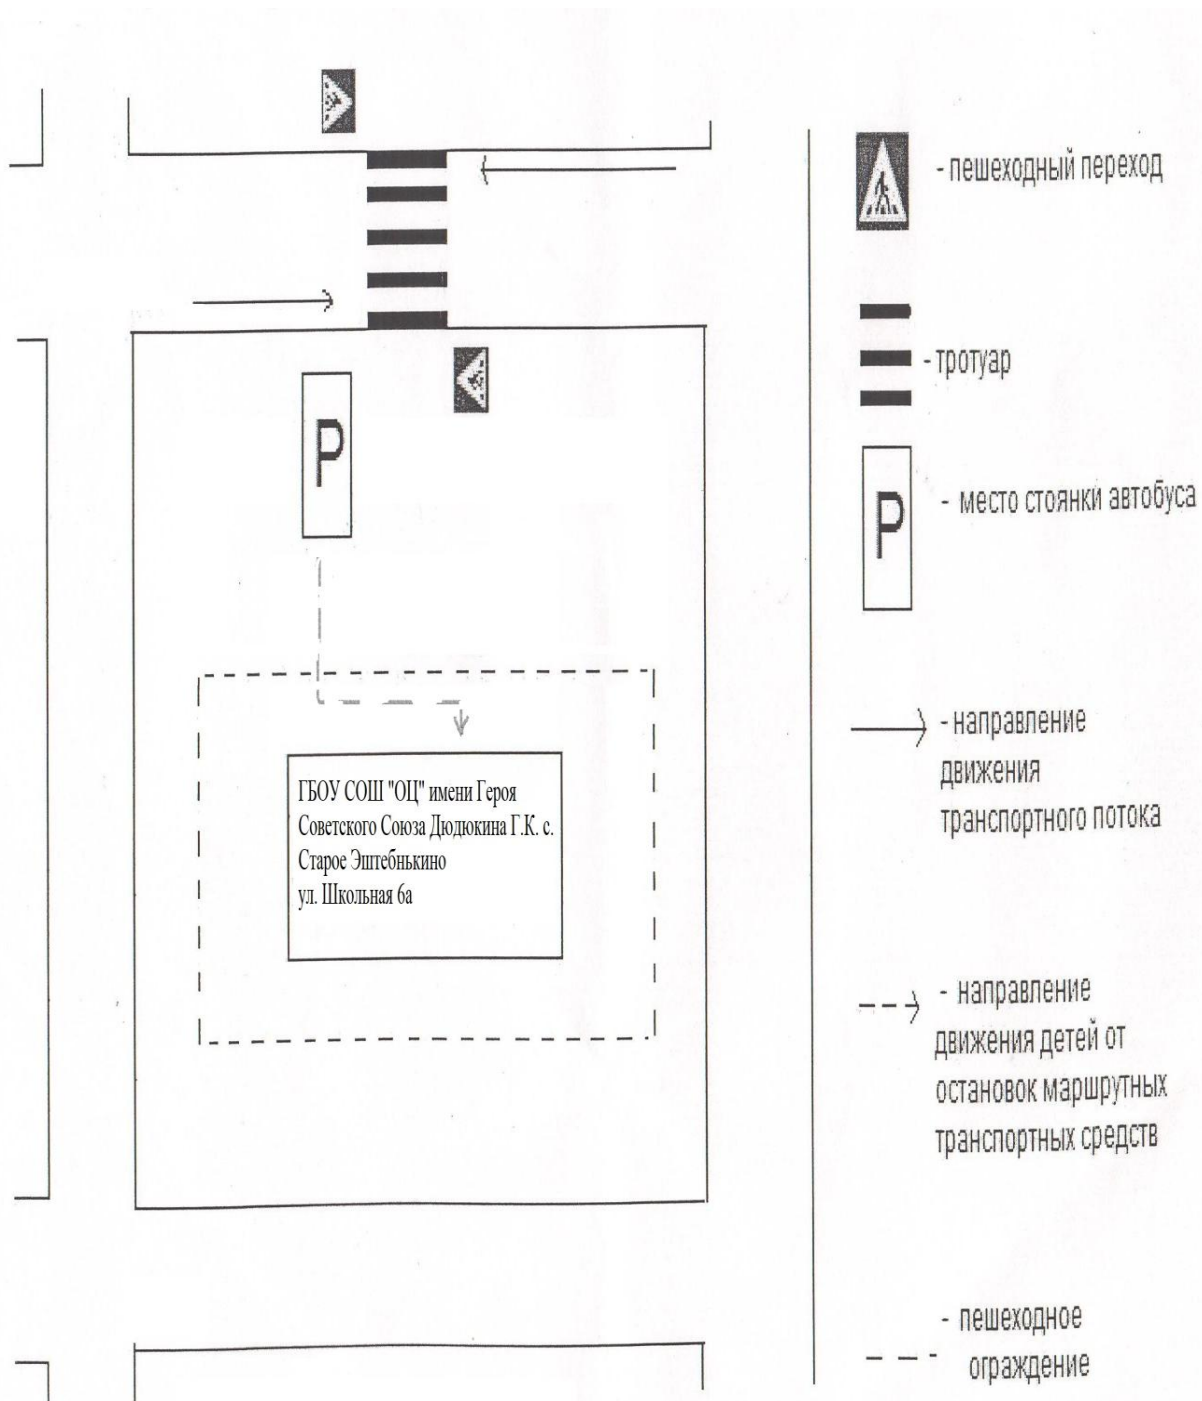 P
ГБОУ СОШ "ОЦ" имени Героя
Советского Союза Дюдюкина Г.К. с.
Старое Эштебнькино
ул. Школьная 6а
- пешеходный переход
- тротуар
P
- место стоянки автобуса
- направление
движения
транспортного потока
- направление
движения детей от
остановок маршрутных
транспортных средств
- пешеходное
ограждение